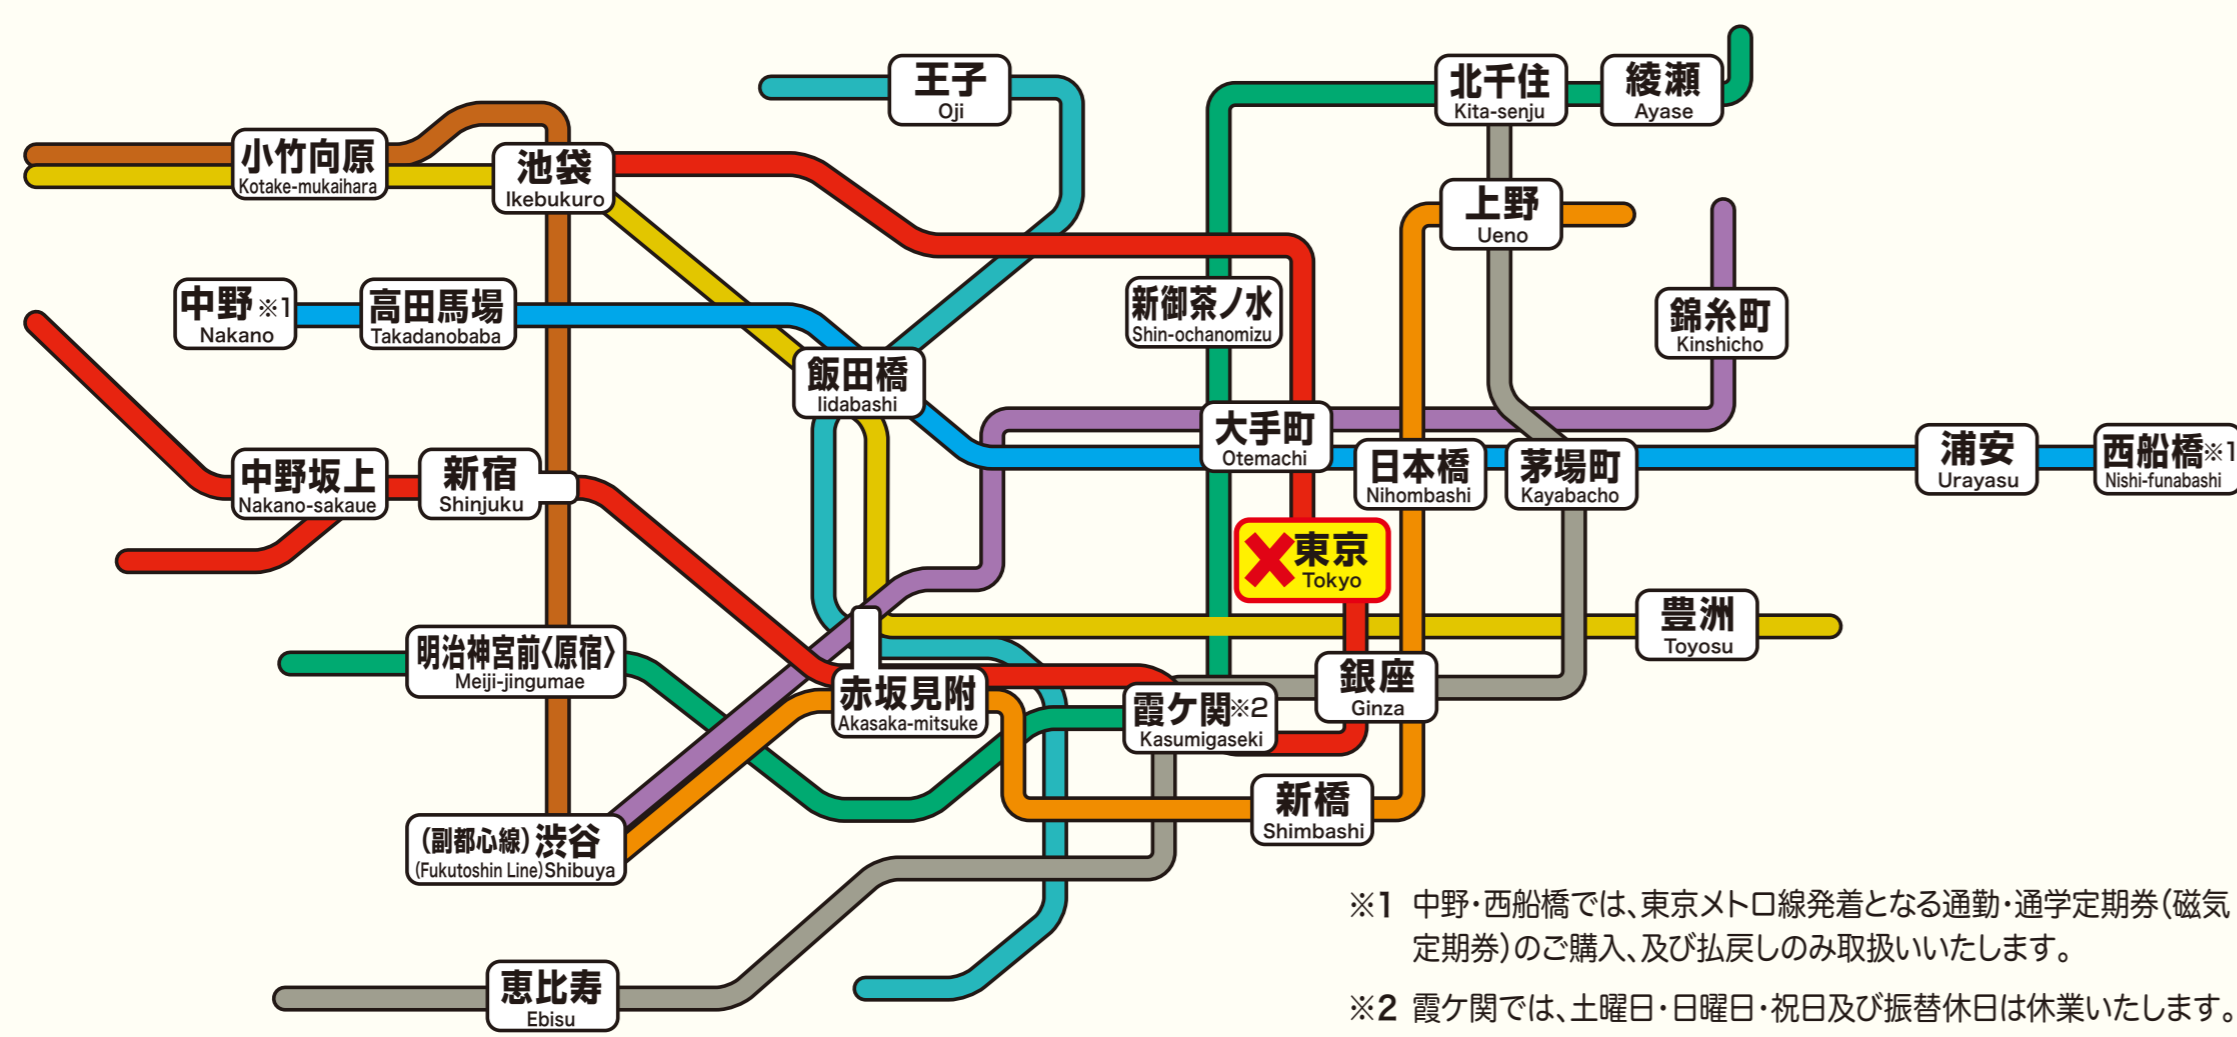 王子
Oji
北千住
Kita-senju
綾瀬
Ayase
小竹向原
Kotake-mukaihara
池袋
Ikebukuro
上野
Ueno
中野※1
Nakano
高田馬場
Takadanobaba
新御茶ノ水
Shin-ochanomizu
錦糸町
Kinshicho
飯田橋
Iidabashi
大手町
Otemachi
日本橋
Nihombashi
茅場町
Kayabacho
浦安
Urayasu
西船橋※1
Nishi-funabashi
中野坂上
Nakano-sakaue
新宿
Shinjuku
東京
Tokyo
豊洲
Toyosu
明治神宮前〈原宿〉
Meiji-jingumae
赤坂見附
Akasaka-mitsuke
霞ケ関※2
Kasumigaseki
銀座
Ginza
新橋
Shimbashi
(副都心線)渋谷
(Fukutoshin Line)Shibuya
恵比寿
Ebisu
※1 中野・西船橋では、東京メトロ線発着となる通勤・通学定期券(磁気
定期券)のご購入、及び払戻しのみ取扱いいたします。
※2 霞ケ関では、土曜日・日曜日・祝日及び振替休日は休業いたします。